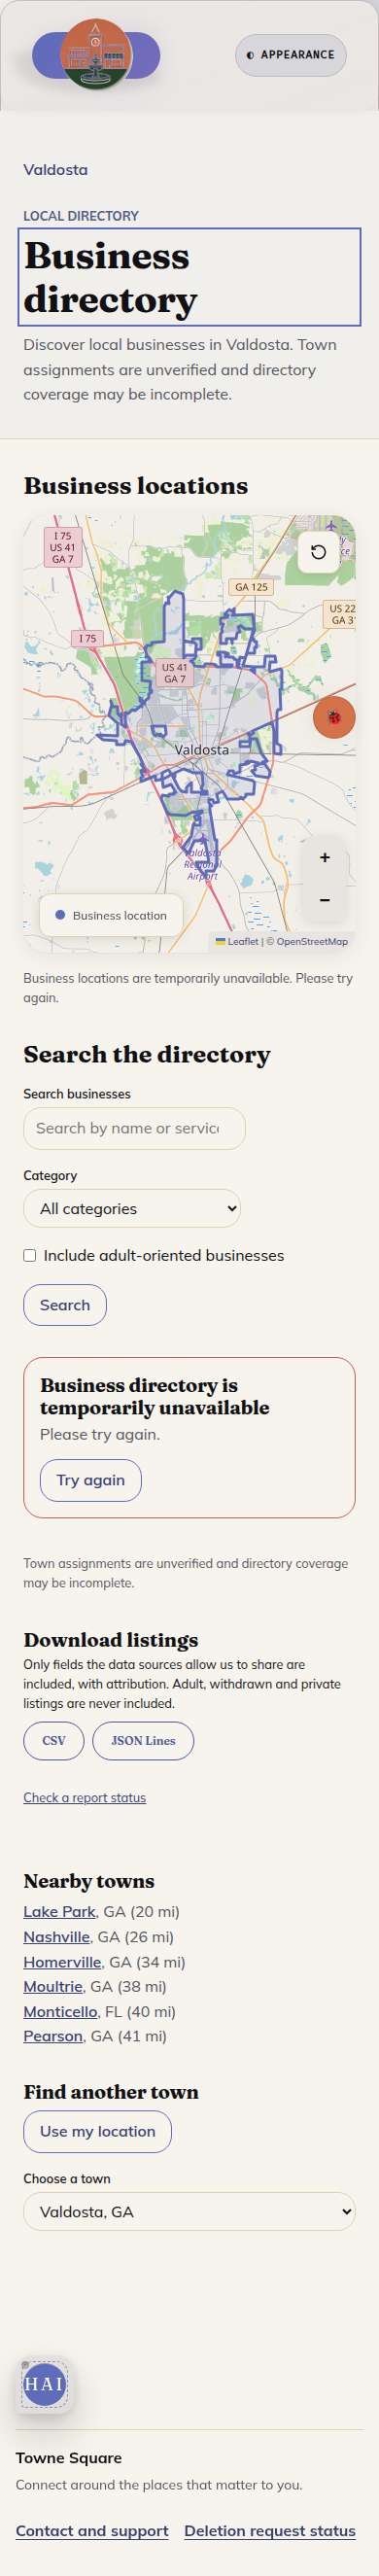 APPEARANCE
Valdosta
LOCAL DIRECTORY
Business
directory
Discover local businesses in Valdosta. Town
assignments are unverified and directory
coverage may be incomplete.
Business locations
I 75
US 41
GA 7
GA 125
US 22
I 75
US 41
GA 7
Valdosta
Valdosta
Regional
Airport
+
−
Business location
Leaflet | © OpenStreetMap
Business locations are temporarily unavailable. Please try
again.
Search the directory
Search businesses
Search by name or servic
Category
All categories
Include adult-oriented businesses
Search
Business directory is
temporarily unavailable
Please try again.
Try again
Town assignments are unverified and directory coverage
may be incomplete.
Download listings
Only fields the data sources allow us to share are
included, with attribution. Adult, withdrawn and private
listings are never included.
CSV
JSON Lines
Check a report status
Nearby towns
Lake Park, GA (20 mi)
Nashville, GA (26 mi)
Homerville, GA (34 mi)
Moultrie, GA (38 mi)
Monticello, FL (40 mi)
Pearson, GA (41 mi)
Find another town
Use my location
Choose a town
Valdosta, GA
HAI
Towne Square
Connect around the places that matter to you.
Contact and support Deletion request status